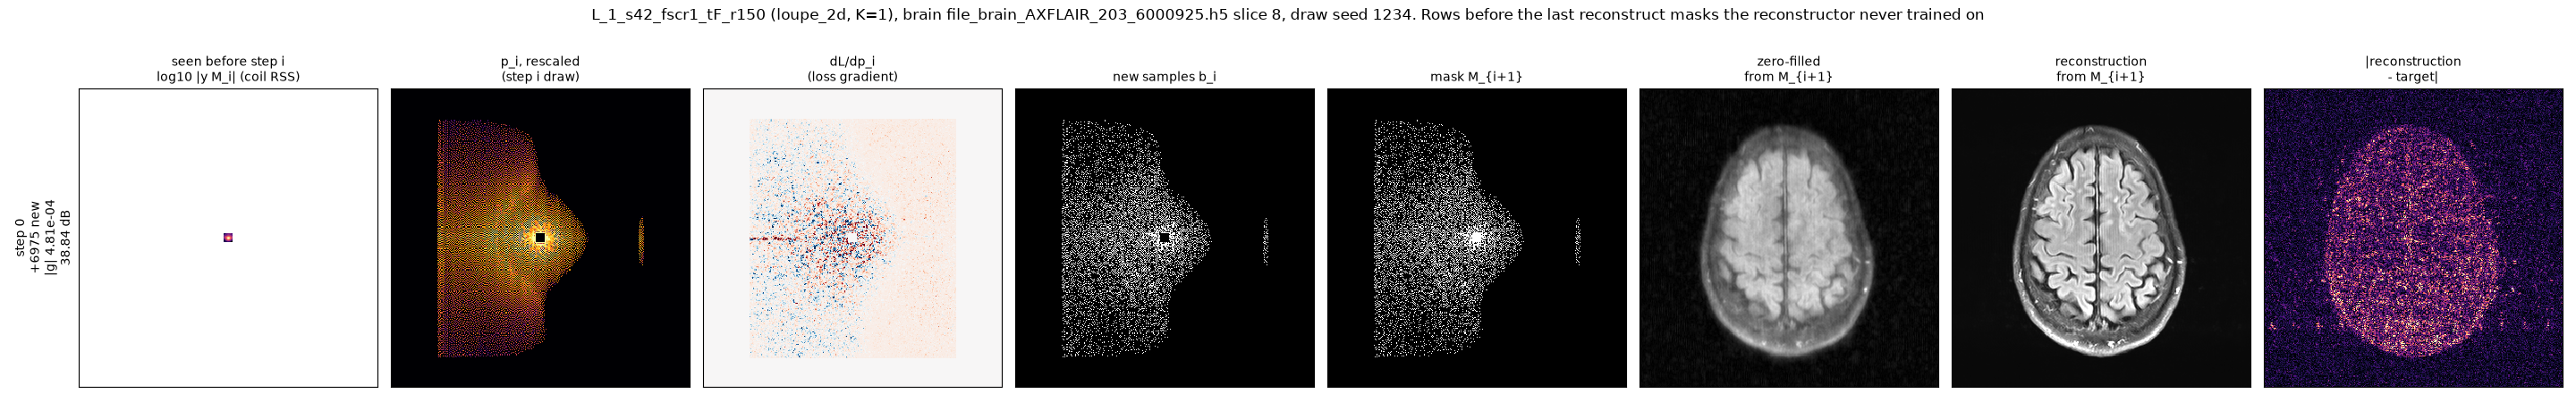 L_1_s42_fscr1_tF_r150 (loupe_2d, K=1), brain file_brain_AXFLAIR_203_6000925.h5 slice 8, draw seed 1234. Rows before the last reconstruct masks the reconstructor never trained on
seen before step i
log10 |y M_i| (coil RSS)
p_i, rescaled
(step i draw)
dL/dp_i
(loss gradient)
new samples b_i
mask M_{i+1}
zero-filled
from M_{i+1}
reconstruction
from M_{i+1}
|reconstruction
- target|
step 0
+6975 new
|g| 4.81e-04
38.84 dB